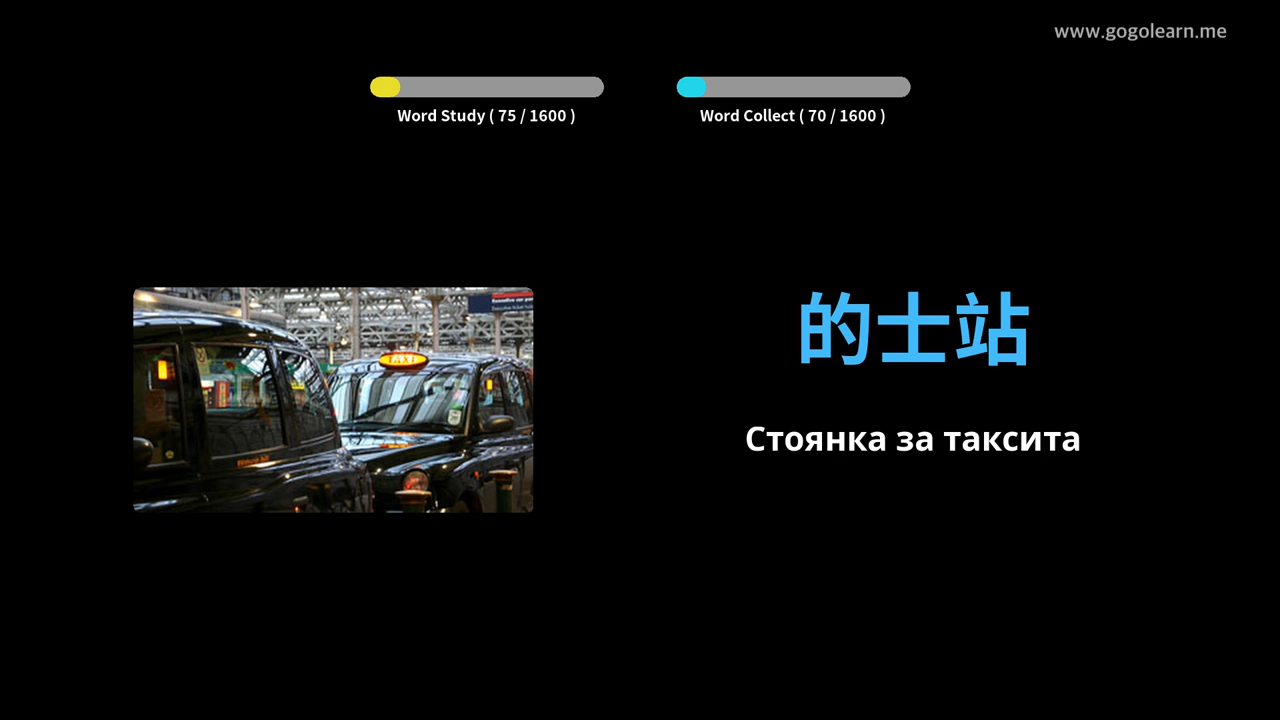 www.gogolearn.me
Word Study ( 75 / 1600 )
Word Collect ( 70 / 1600 )
TAXI
的士站
Стоянка за таксита